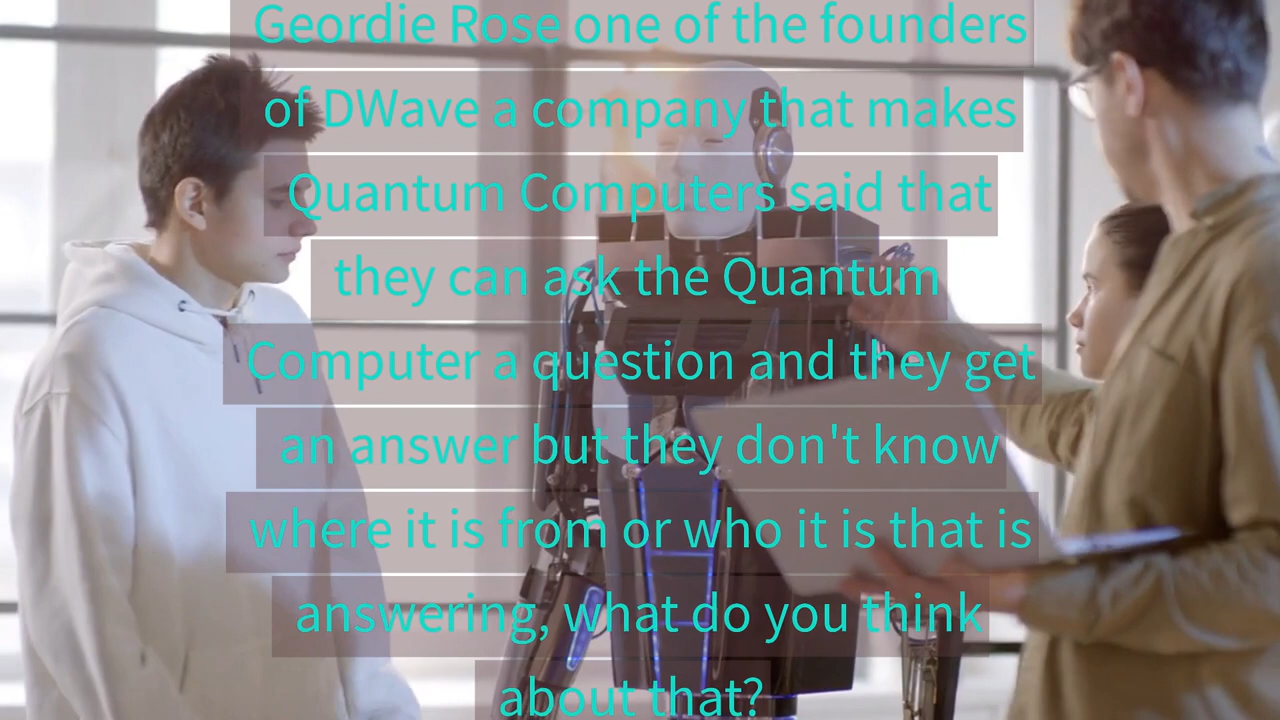 Geordie Rose one of the founders
of DWave a company that makes
Quantum Computers said that
they can ask the Quantum
Computer a question and they get
an answer but they don't know
where it is from or who it is that is
answering, what do you think
about that?